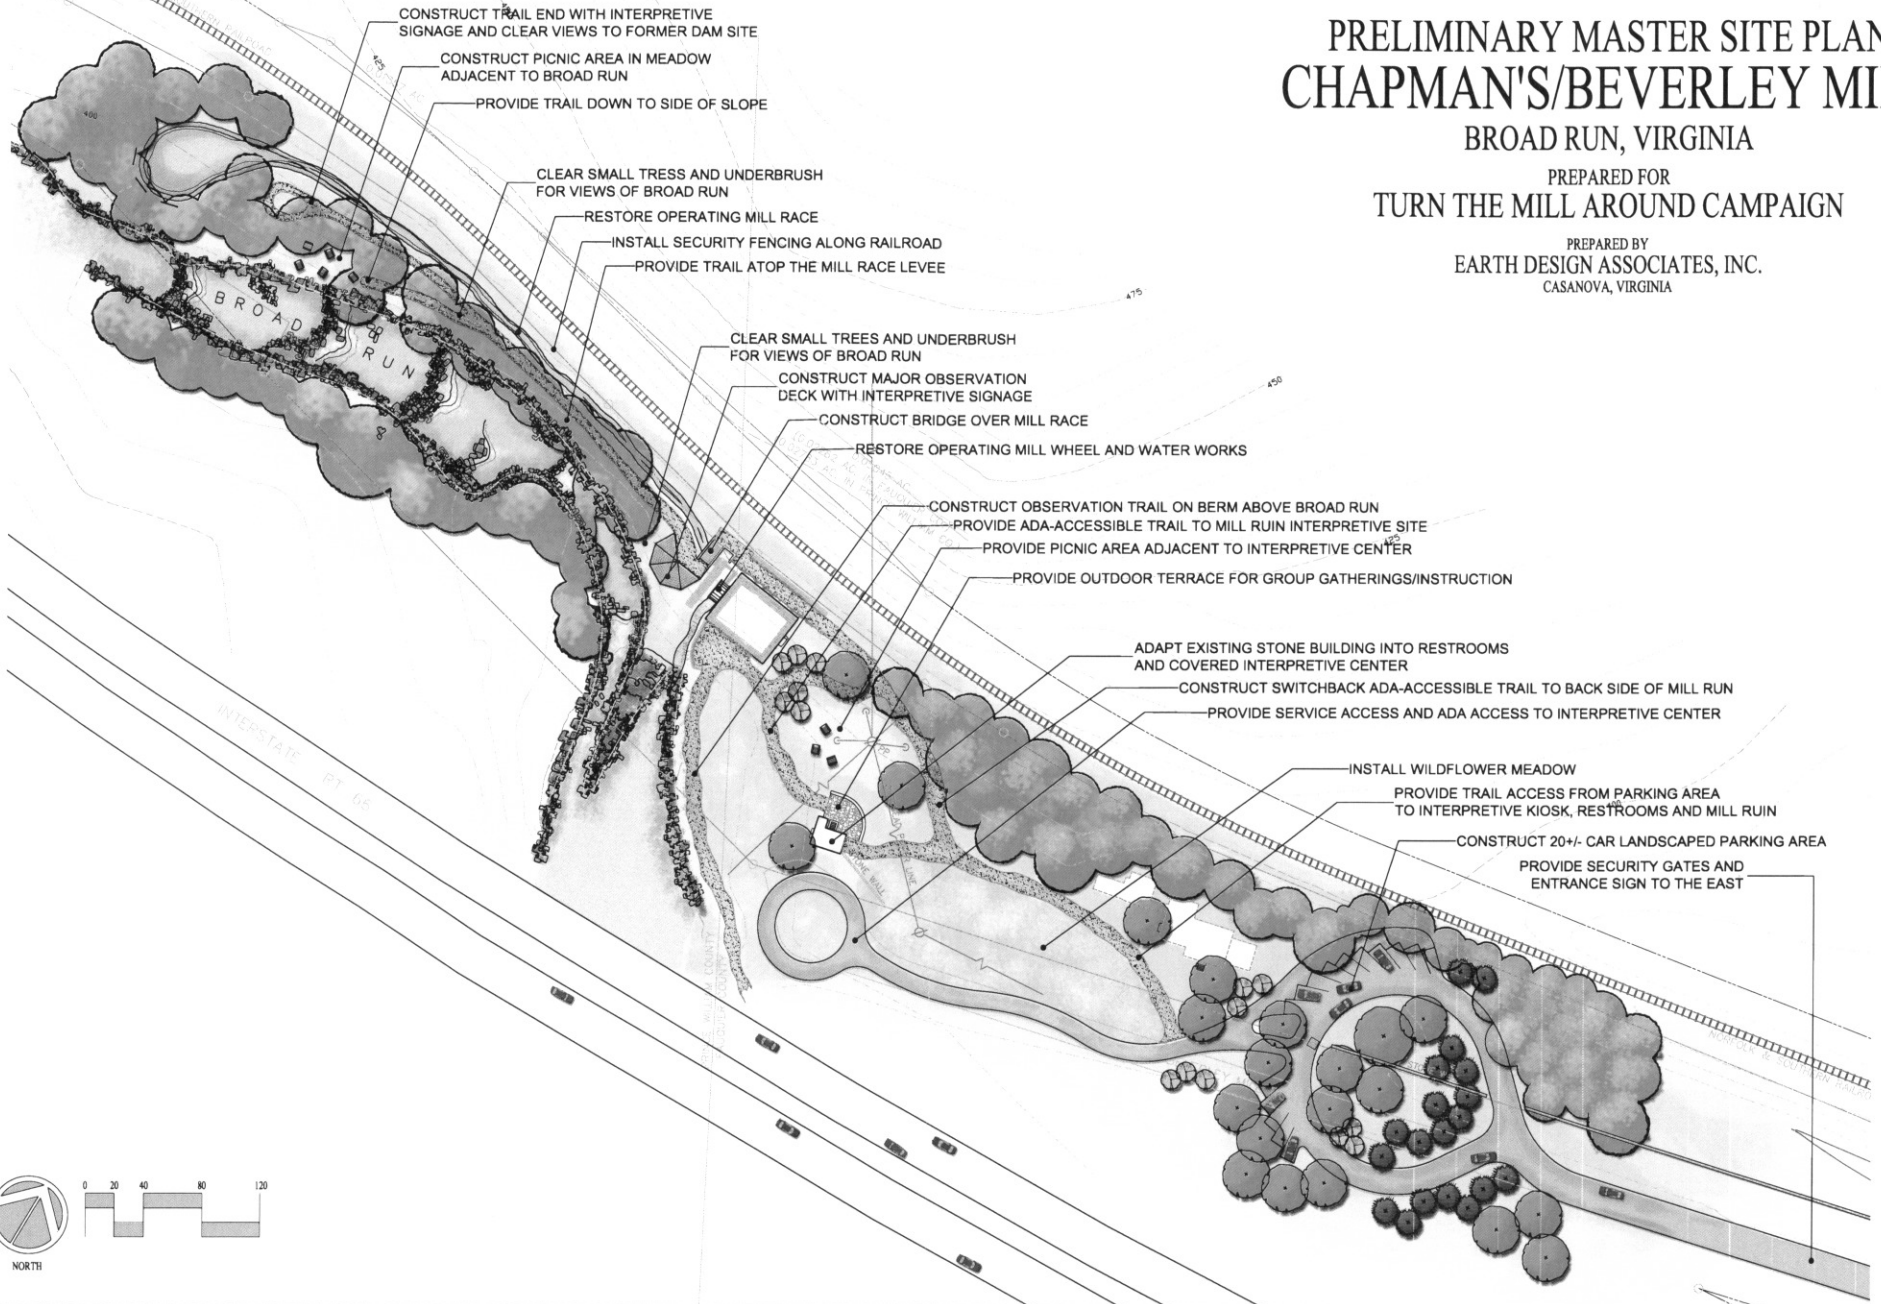 PRELIMINARY MASTER SITE PLAN
CHAPMAN'S/BEVERLEY MI
BROAD RUN, VIRGINIA
PREPARED FOR
TURN THE MILL AROUND CAMPAIGN
PREPARED BY
EARTH DESIGN ASSOCIATES, INC.
CASANOVA, VIRGINIA
CONSTRUCT TRAIL END WITH INTERPRETIVE
SIGNAGE AND CLEAR VIEWS TO FORMER DAM SITE
CONSTRUCT PICNIC AREA IN MEADOW
ADJACENT TO BROAD RUN
PROVIDE TRAIL DOWN TO SIDE OF SLOPE
CLEAR SMALL TRESS AND UNDERBRUSH
FOR VIEWS OF BROAD RUN
RESTORE OPERATING MILL RACE
INSTALL SECURITY FENCING ALONG RAILROAD
PROVIDE TRAIL ATOP THE MILL RACE LEVEE
CLEAR SMALL TREES AND UNDERBRUSH
FOR VIEWS OF BROAD RUN
CONSTRUCT MAJOR OBSERVATION
DECK WITH INTERPRETIVE SIGNAGE
CONSTRUCT BRIDGE OVER MILL RACE
RESTORE OPERATING MILL WHEEL AND WATER WORKS
CONSTRUCT OBSERVATION TRAIL ON BERM ABOVE BROAD RUN
PROVIDE ADA-ACCESSIBLE TRAIL TO MILL RUIN INTERPRETIVE SITE
PROVIDE PICNIC AREA ADJACENT TO INTERPRETIVE CENTER
PROVIDE OUTDOOR TERRACE FOR GROUP GATHERINGS/INSTRUCTION
ADAPT EXISTING STONE BUILDING INTO RESTROOMS
AND COVERED INTERPRETIVE CENTER
CONSTRUCT SWITCHBACK ADA-ACCESSIBLE TRAIL TO BACK SIDE OF MILL RUN
PROVIDE SERVICE ACCESS AND ADA ACCESS TO INTERPRETIVE CENTER
INSTALL WILDFLOWER MEADOW
PROVIDE TRAIL ACCESS FROM PARKING AREA
TO INTERPRETIVE KIOSK, RESTROOMS AND MILL RUIN
CONSTRUCT 20+/- CAR LANDSCAPED PARKING AREA
PROVIDE SECURITY GATES AND
ENTRANCE SIGN TO THE EAST
BROAD
RUN
425
400
475
450
425
INTERSTATE RT 66
STONE WALL
LINE
NORFOLK & SOUTHERN
0 20 40 80 120
NORTH